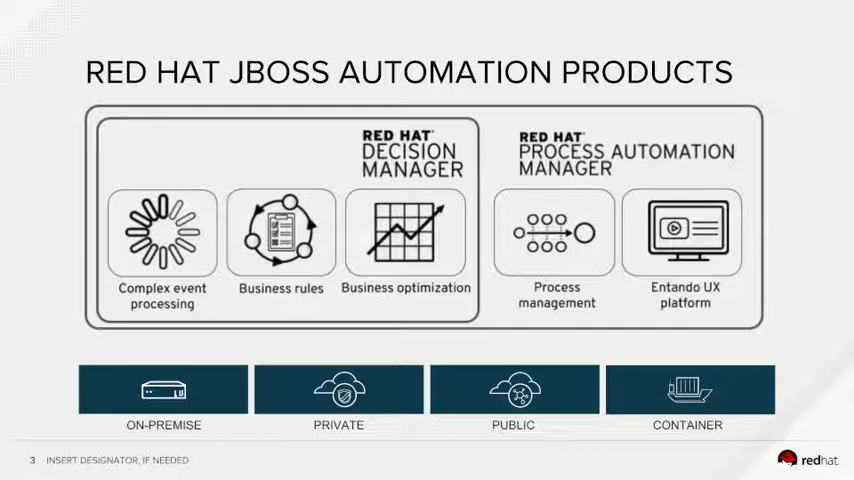 RED HAT JBOSS AUTOMATION PRODUCTS
RED HAT
DECISION
MANAGER
RED HAT
PROCESS AUTOMATION
MANAGER
Complex event
processing
Business rules
Business optimization
Process
management
Entando UX
platform
ON-PREMISE
PRIVATE
PUBLIC
CONTAINER
3 INSERT DESIGNATOR, IF NEEDED
redhat.